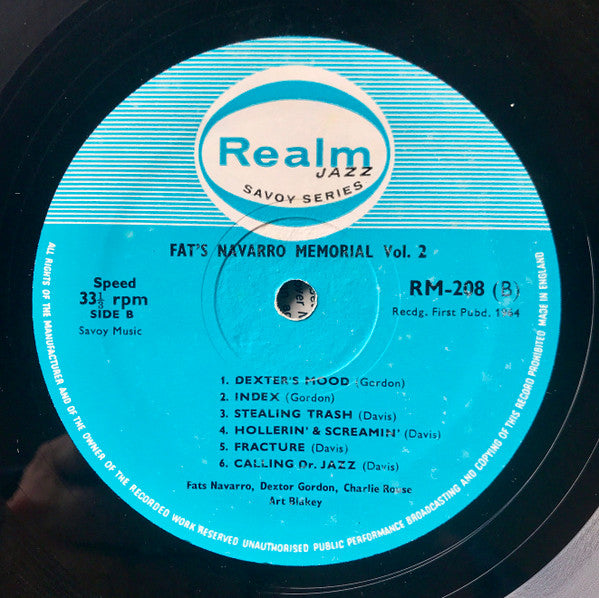 Realm
JAZZ
SAVOY SERIES
FAT'S NAVARRO MEMORIAL Vol. 2
Speed
33⅓ rpm
SIDE B
Savoy Music
RM-208 (B)
Recdg. First Pubd. 1964
1. DEXTER'S MOOD (Gordon)
2. INDEX (Gordon)
3. STEALING TRASH (Davis)
4. HOLLERIN' & SCREAMIN' (Davis)
5. FRACTURE (Davis)
6. CALLING Dr. JAZZ (Davis)
Fats Navarro, Dextor Gordon, Charlie Rouse
Art Blakey
ALL RIGHTS OF THE MANUFACTURER AND OF THE OWNER OF THE RECORDED WORK RESERVED UNAUTHORISED PUBLIC PERFORMANCE BROADCASTING AND COPYING OF THIS RECORD PROHIBITED MADE IN ENGLAND